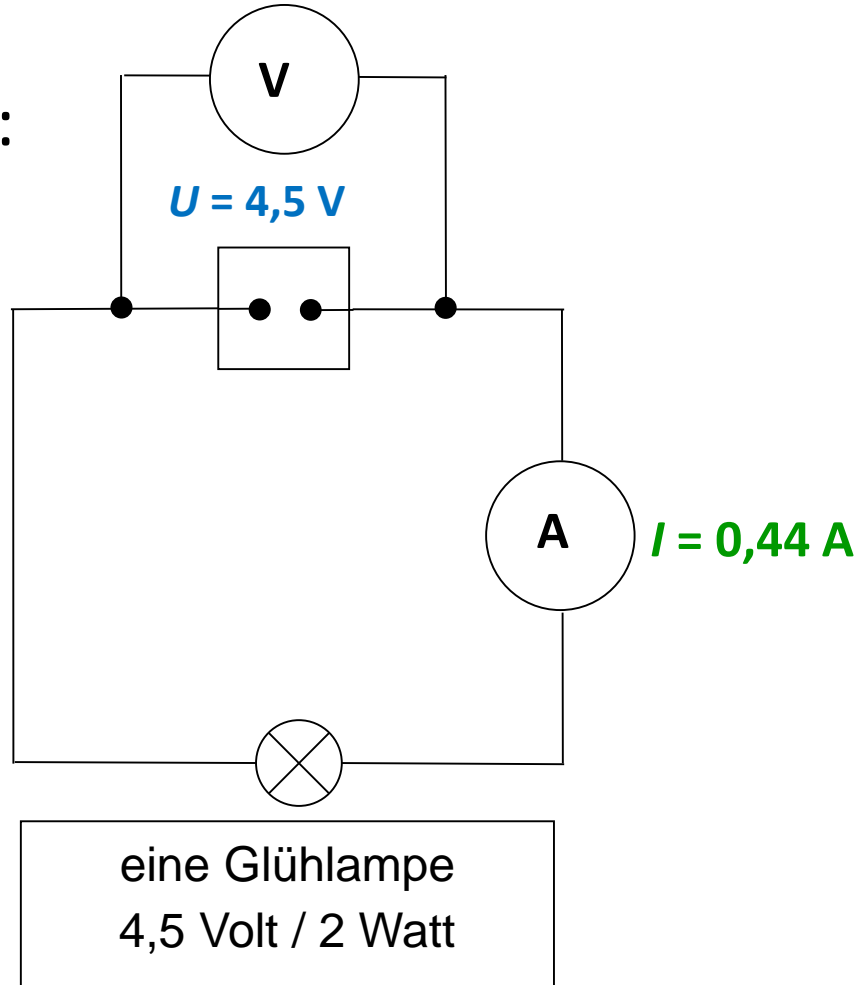 V
:
U = 4,5 V
A
I = 0,44 A
eine Glühlampe
4,5 Volt / 2 Watt